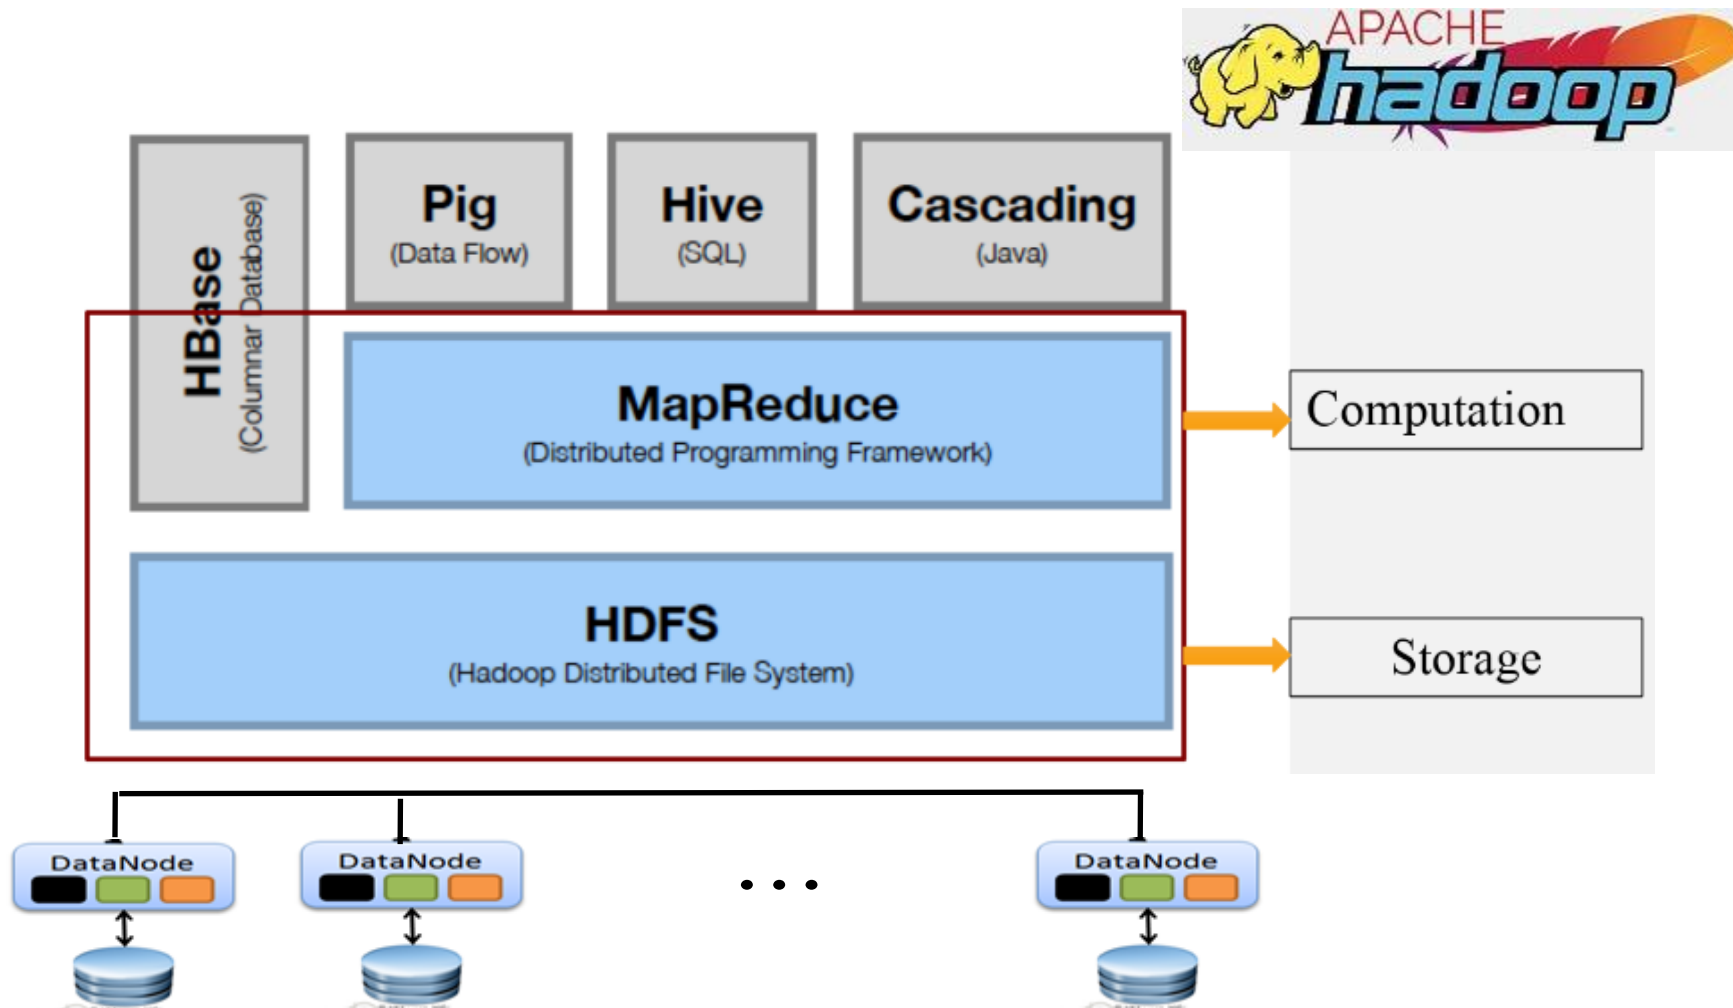 APACHE
hadoop
HBase
(Columnar Database)
Pig
(Data Flow)
Hive
(SQL)
Cascading
(Java)
MapReduce
(Distributed Programming Framework)
Computation
HDFS
(Hadoop Distributed File System)
Storage
DataNode
DataNode
. . .
DataNode